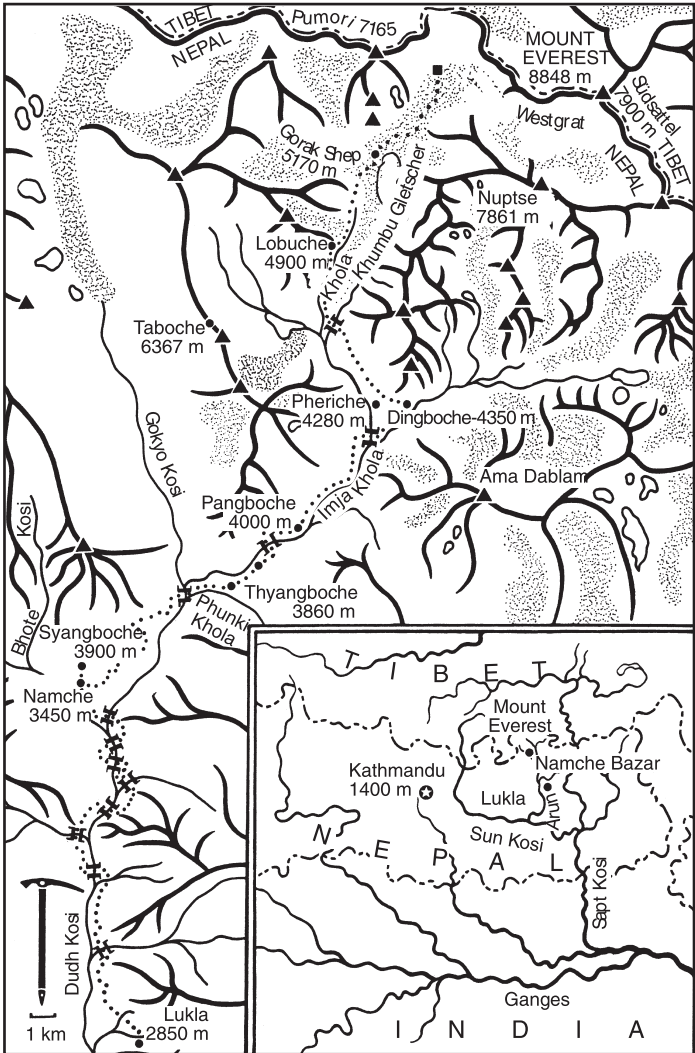 TIBET
NEPAL
Pumori 7165
MOUNT
EVEREST
8848 m
Südsattel
7900 m
TIBET
NEPAL
Westgrat
Gorak Shep
5170 m
Khumbu Gletscher
Nuptse
7861 m
Lobuche
4900 m
Khola
Taboche
6367 m
Pheriche
4280 m
Dingboche-4350 m
Gokyo Kosi
Imja Khola
Ama Dablam
Pangboche
4000 m
Kosi
Bhote
Thyangboche
3860 m
Phunki
Khola
Syangboche
3900 m
Namche
3450 m
Dudh Kosi
Lukla
2850 m
1 km
TIBET
Mount
Everest
Namche Bazar
Kathmandu
1400 m
Lukla
Arun
Sun Kosi
NEPAL
Sapt Kosi
Ganges
INDIA